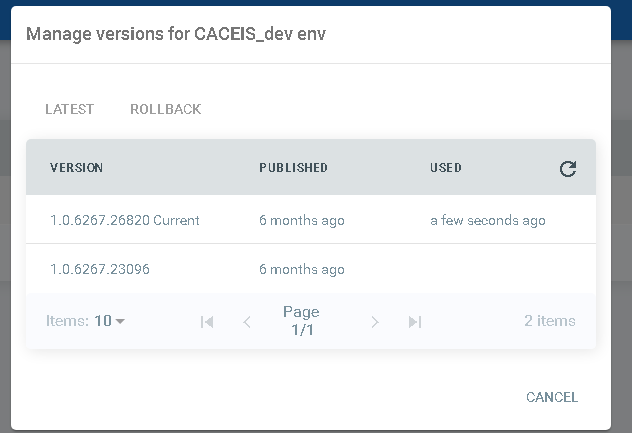 Manage versions for CACEIS_dev env
LATEST ROLLBACK
VERSION PUBLISHED USED
1.0.6267.26820 Current 6 months ago a few seconds ago
1.0.6267.23096 6 months ago
Items: 10 Page 1/1 2 items
CANCEL